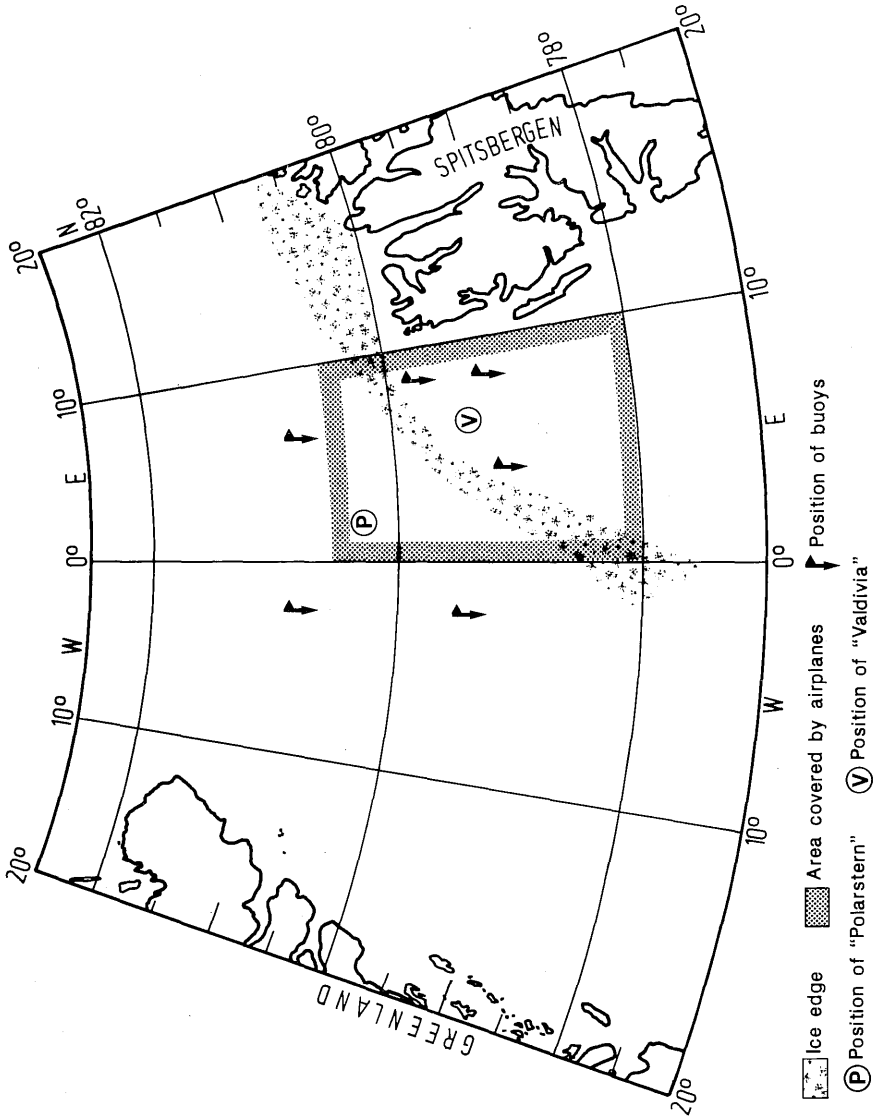 20°
10°
W
0°
E
10°
20°
N
82°
80°
GREENLAND
P
V
SPITSBERGEN
78°
20°
10°
W
0°
E
10°
20°
Ice edge
Area covered by airplanes
Position of buoys
P Position of "Polarstern"
V Position of "Valdivia"